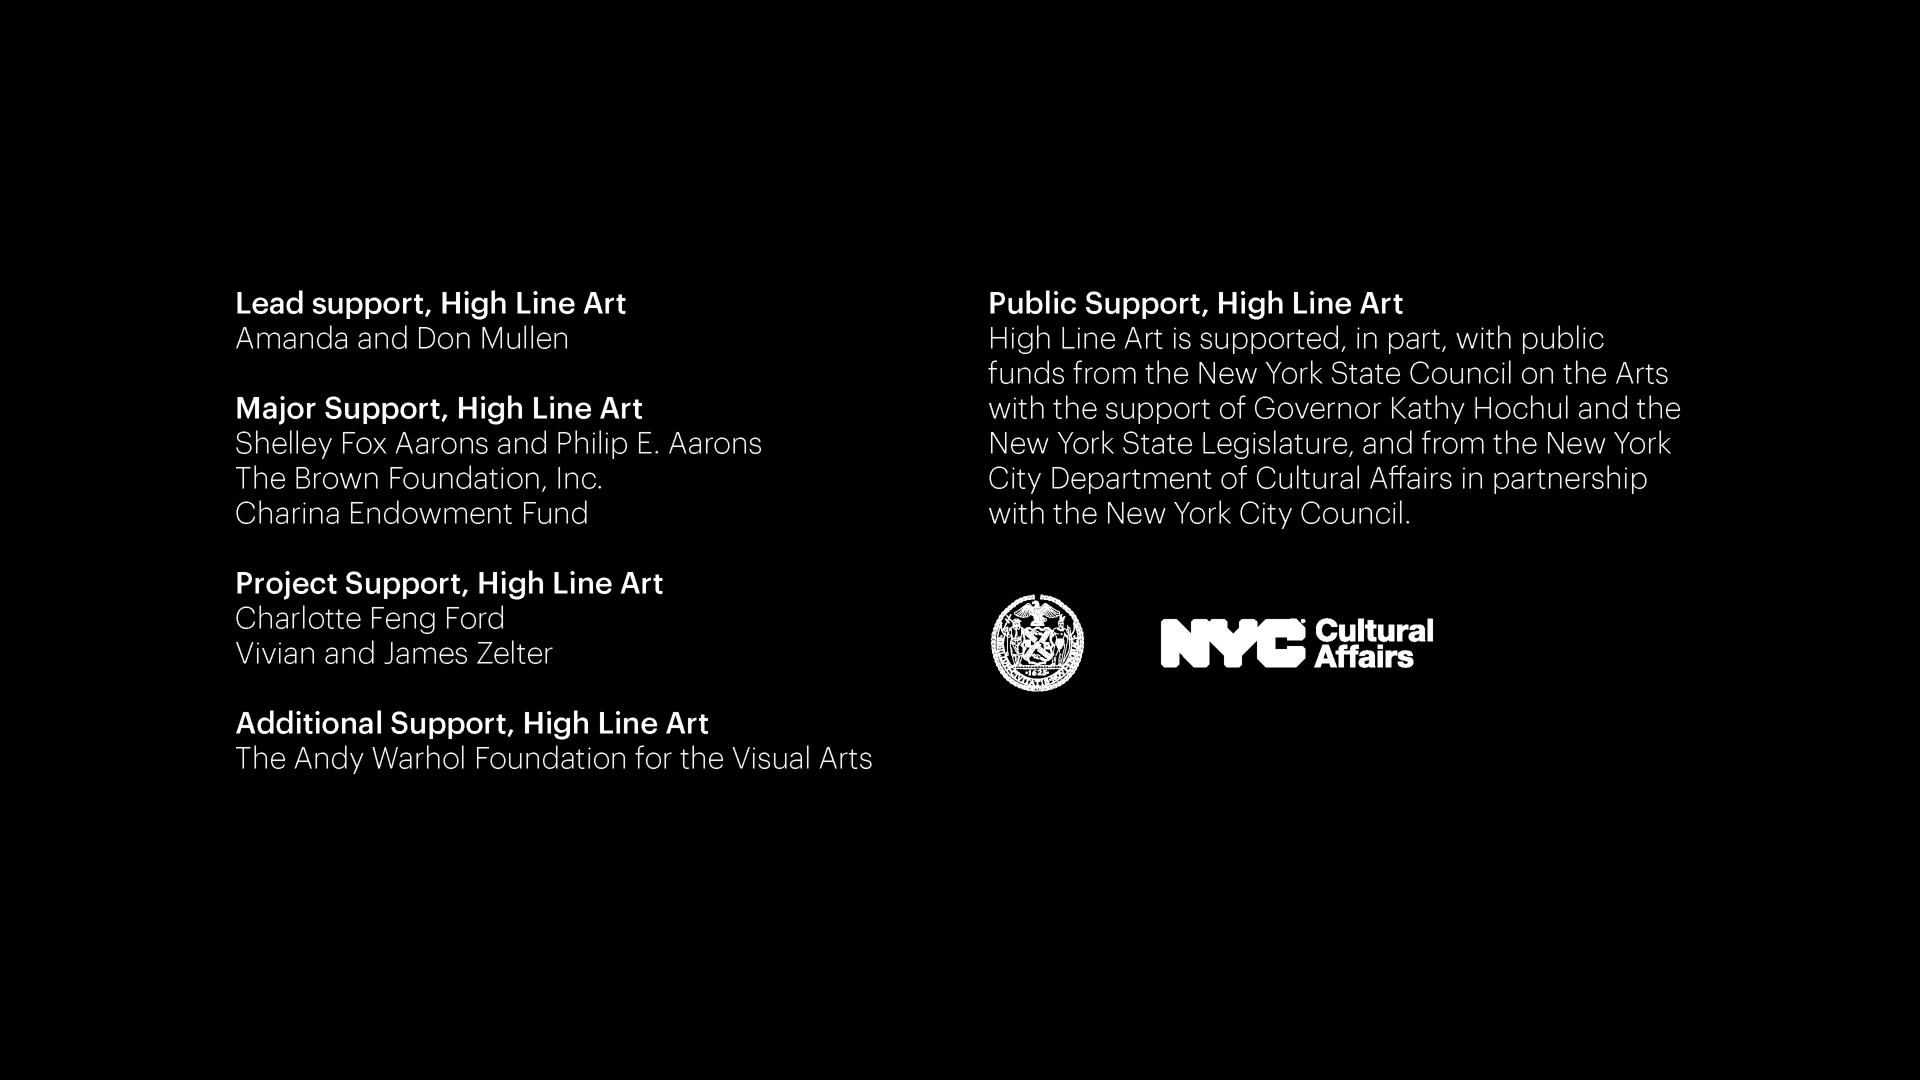 Lead support, High Line Art
Amanda and Don Mullen
Major Support, High Line Art
Shelley Fox Aarons and Philip E. Aarons
The Brown Foundation, Inc.
Charina Endowment Fund
Project Support, High Line Art
Charlotte Feng Ford
Vivian and James Zelter
Additional Support, High Line Art
The Andy Warhol Foundation for the Visual Arts
Public Support, High Line Art
High Line Art is supported, in part, with public
funds from the New York State Council on the Arts
with the support of Governor Kathy Hochul and the
New York State Legislature, and from the New York
City Department of Cultural Affairs in partnership
with the New York City Council.
NYC Cultural
Affairs